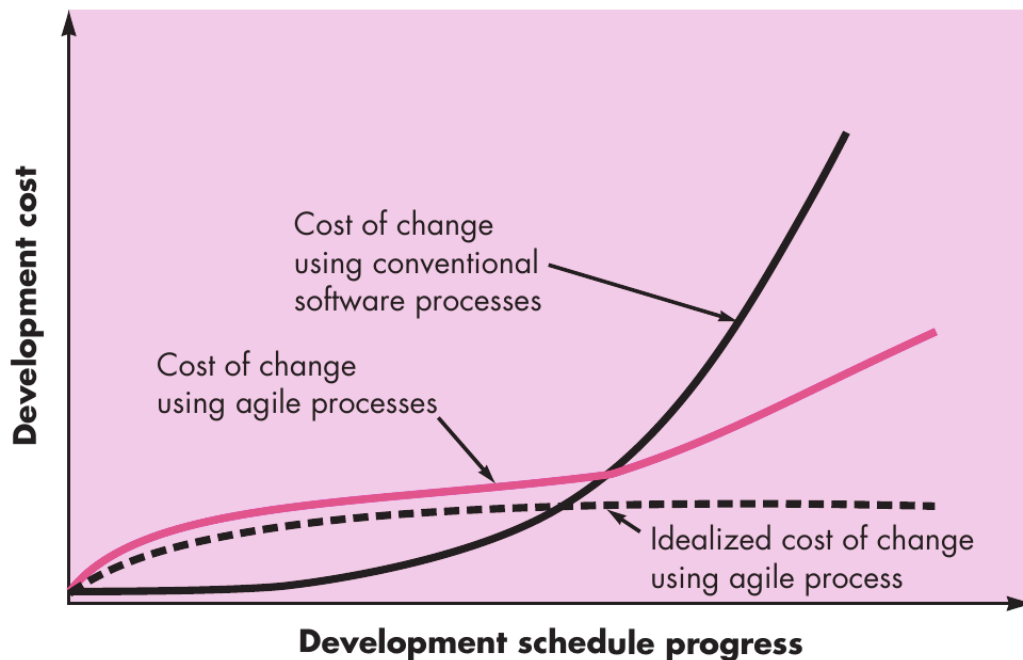 Development cost
Cost of change
using conventional
software processes
Cost of change
using agile processes
Idealized cost of change
using agile process
Development schedule progress